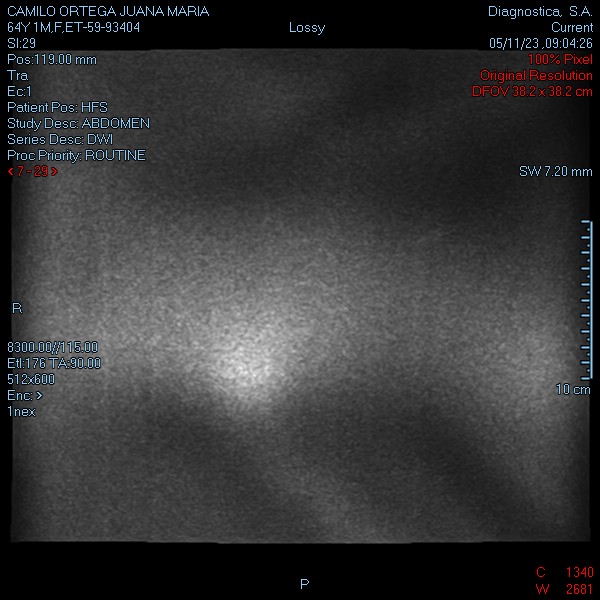 CAMILO ORTEGA JUANA MARIA
64Y 1M,F,ET-59-93404
Sl:29
Pos:119.00 mm
Tra
Ec:1
Patient Pos: HFS
Study Desc: ABDOMEN
Series Desc: DWI
Proc Priority: ROUTINE
< 7 - 29 >
Lossy
Diagnostica, S.A.
Current
05/11/23 ,09:04:26
100% Pixel
Original Resolution
DFOV 38.2 x 38.2 cm
SW 7.20 mm
R
8300.00//115.00
Etl:176 TA:90.00
512x600
Enc: >
1nex
10 cm
P
C 1340
W 2681